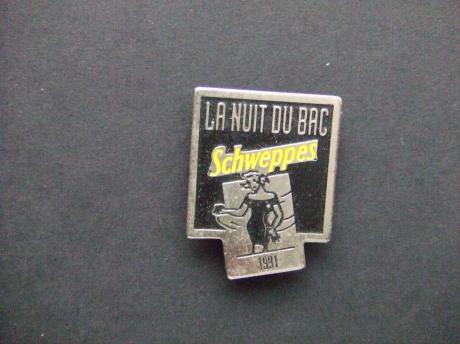 LA NUIT DU BAC
Schweppes
1991